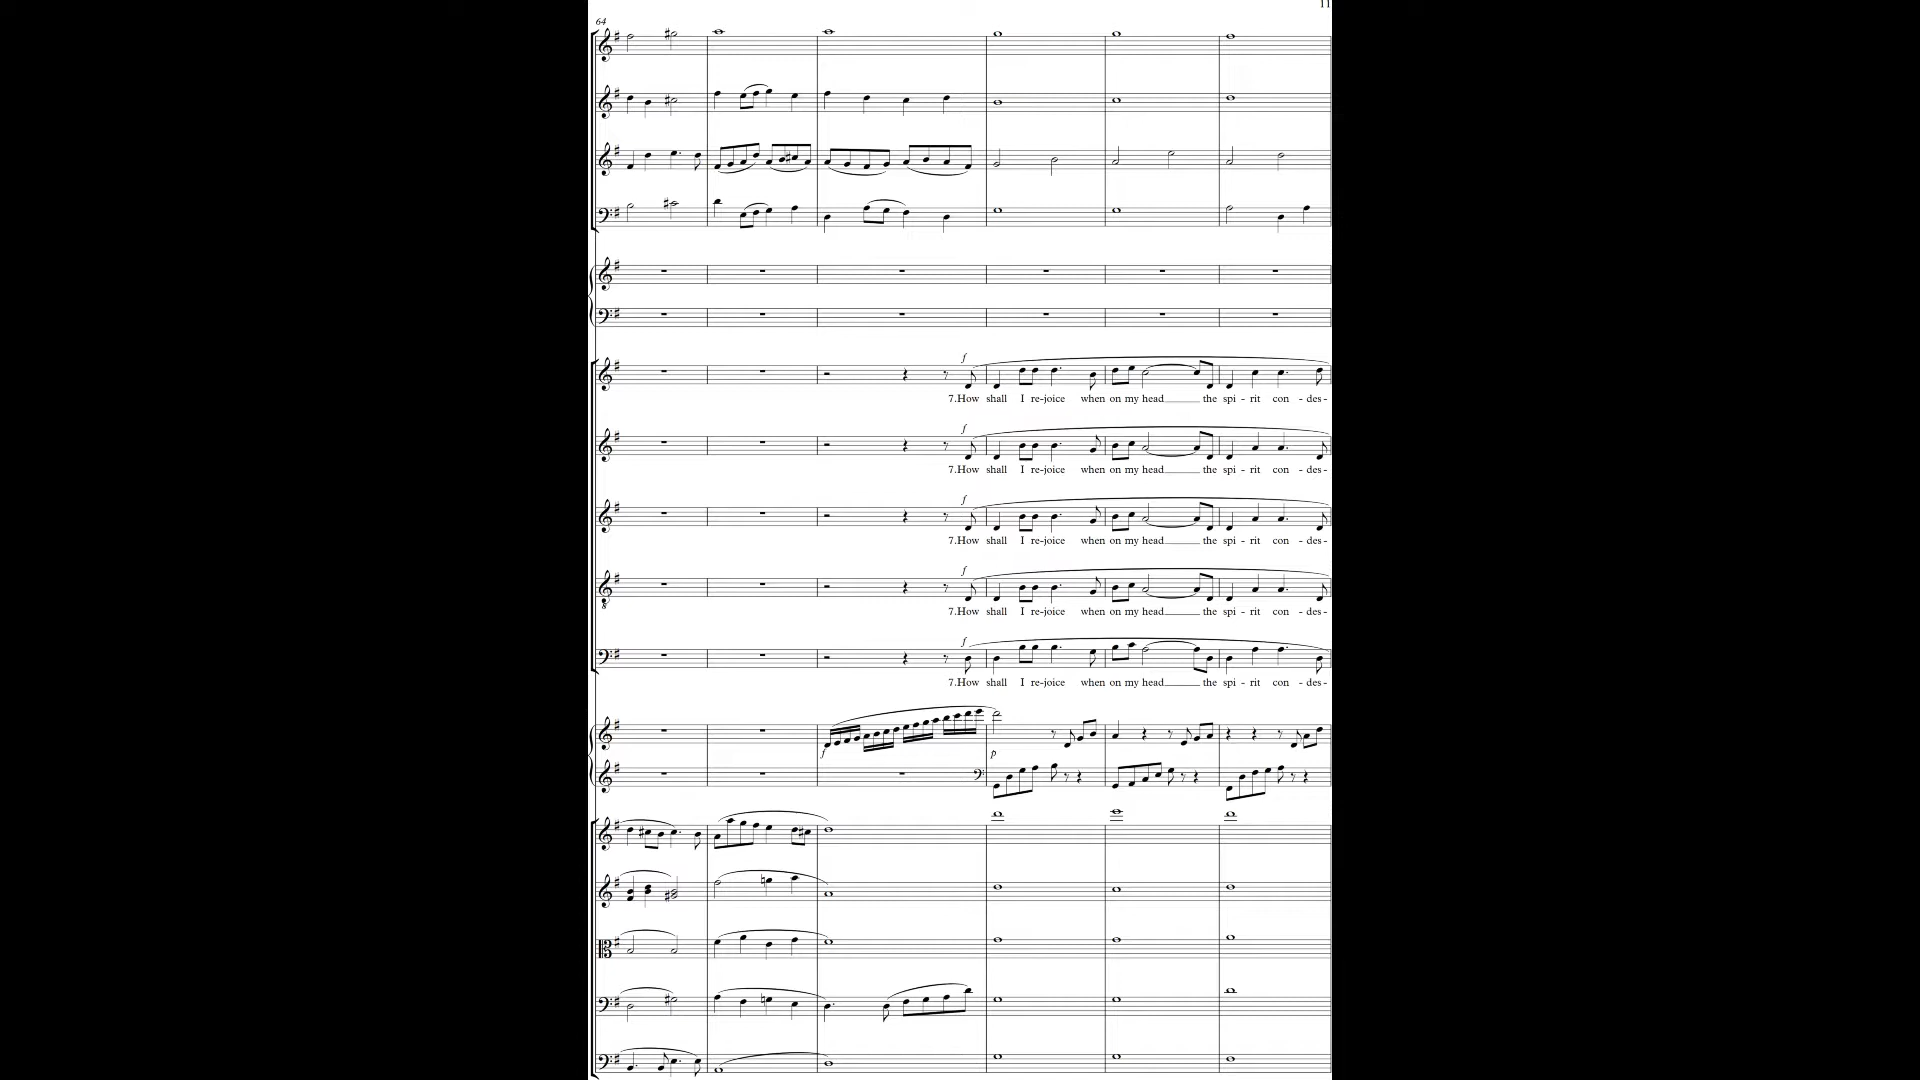 11
64
f
7.How shall I re-joice when on my head the spi - rit con - des-
f
7.How shall I re-joice when on my head the spi - rit con - des-
f
7.How shall I re-joice when on my head the spi - rit con - des-
f
7.How shall I re-joice when on my head the spi - rit con - des-
f
7.How shall I re-joice when on my head the spi - rit con - des-
f
p